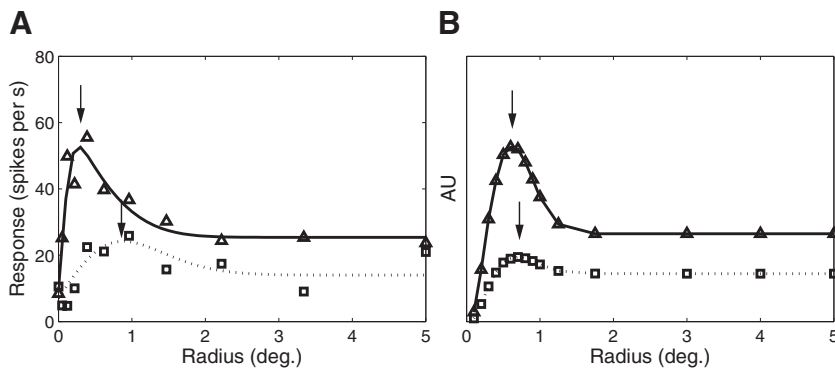 A
B
80
60
40
20
0
Response (spikes per s)
0 1 2 3 4 5
Radius (deg.)
AU
0 1 2 3 4 5
Radius (deg.)